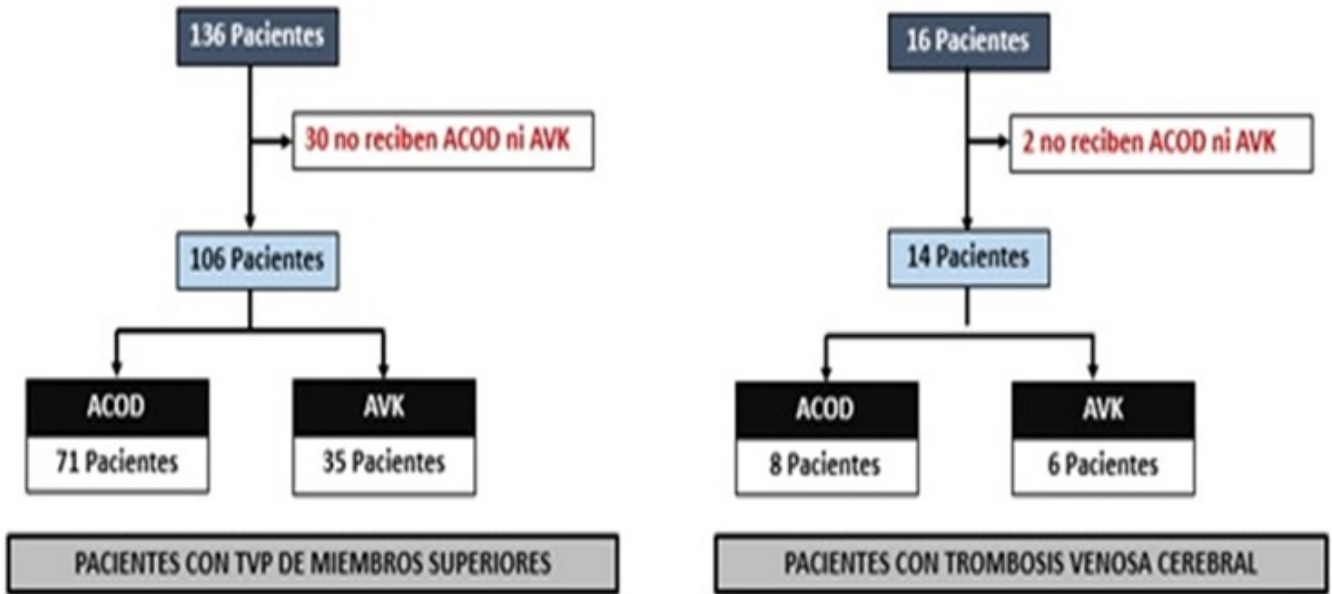 136 Pacientes
30 no reciben ACOD ni AVK
106 Pacientes
ACOD
71 Pacientes
AVK
35 Pacientes
PACIENTES CON TVP DE MIEMBROS SUPERIORES
16 Pacientes
2 no reciben ACOD ni AVK
14 Pacientes
ACOD
8 Pacientes
AVK
6 Pacientes
PACIENTES CON TROMBOSIS VENOSA CEREBRAL